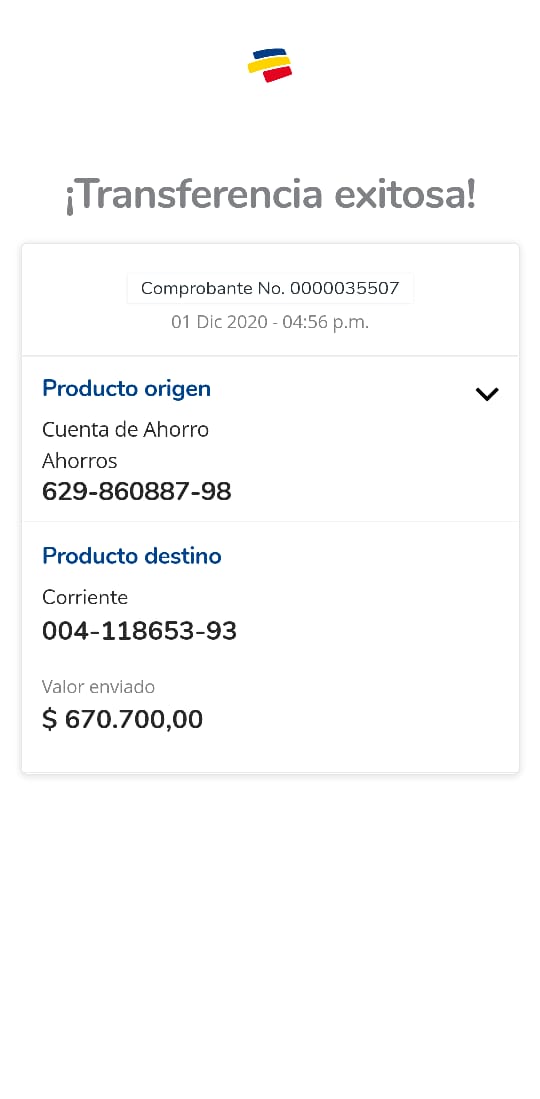 ¡Transferencia exitosa!
Comprobante No. 0000035507
01 Dic 2020 - 04:56 p.m.
Producto origen
Cuenta de Ahorro
Ahorros
629-860887-98
Producto destino
Corriente
004-118653-93
Valor enviado
$ 670.700,00